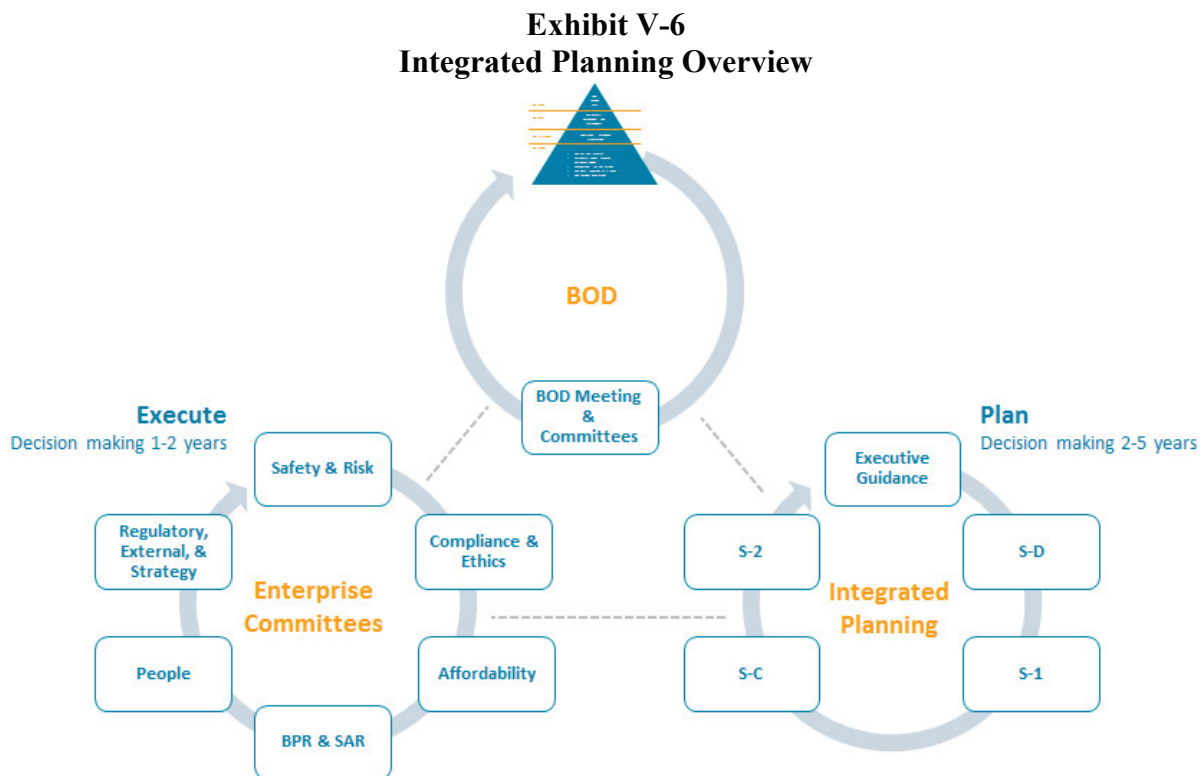 Exhibit V-6
Integrated Planning Overview
BOD
BOD Meeting
&
Committees
Execute
Decision making 1-2 years
Safety & Risk
Compliance &
Ethics
Affordability
BPR & SAR
People
Regulatory,
External, &
Strategy
Enterprise
Committees
Plan
Decision making 2-5 years
Executive
Guidance
S-D
S-1
S-C
S-2
Integrated
Planning